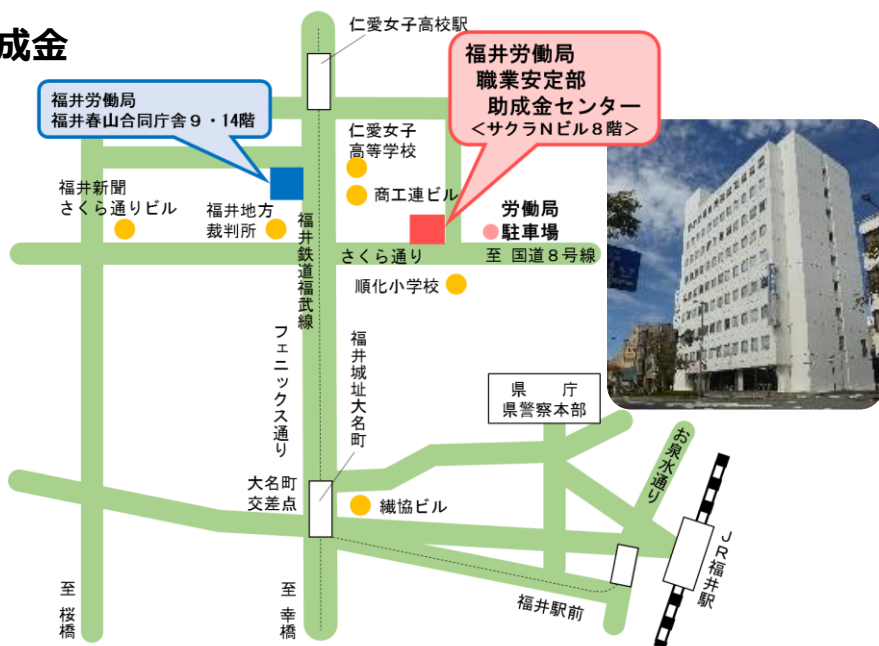 成金
仁愛女子高校駅
福井労働局
職業安定部
助成金センター
＜サクラＮビル８階＞
福井労働局
福井春山合同庁舎９・14階
仁愛女子
高等学校
商工連ビル
福井新聞
さくら通りビル
福井地方
裁判所
労働局
駐車場
福井鉄道福武線
さくら通り
至 国道８号線
順化小学校
フェニックス通り
福井城址大名町
県　庁
県警察本部
お泉水通り
大名町
交差点
繊協ビル
ＪＲ福井駅
福井駅前
至 桜橋
至 幸橋